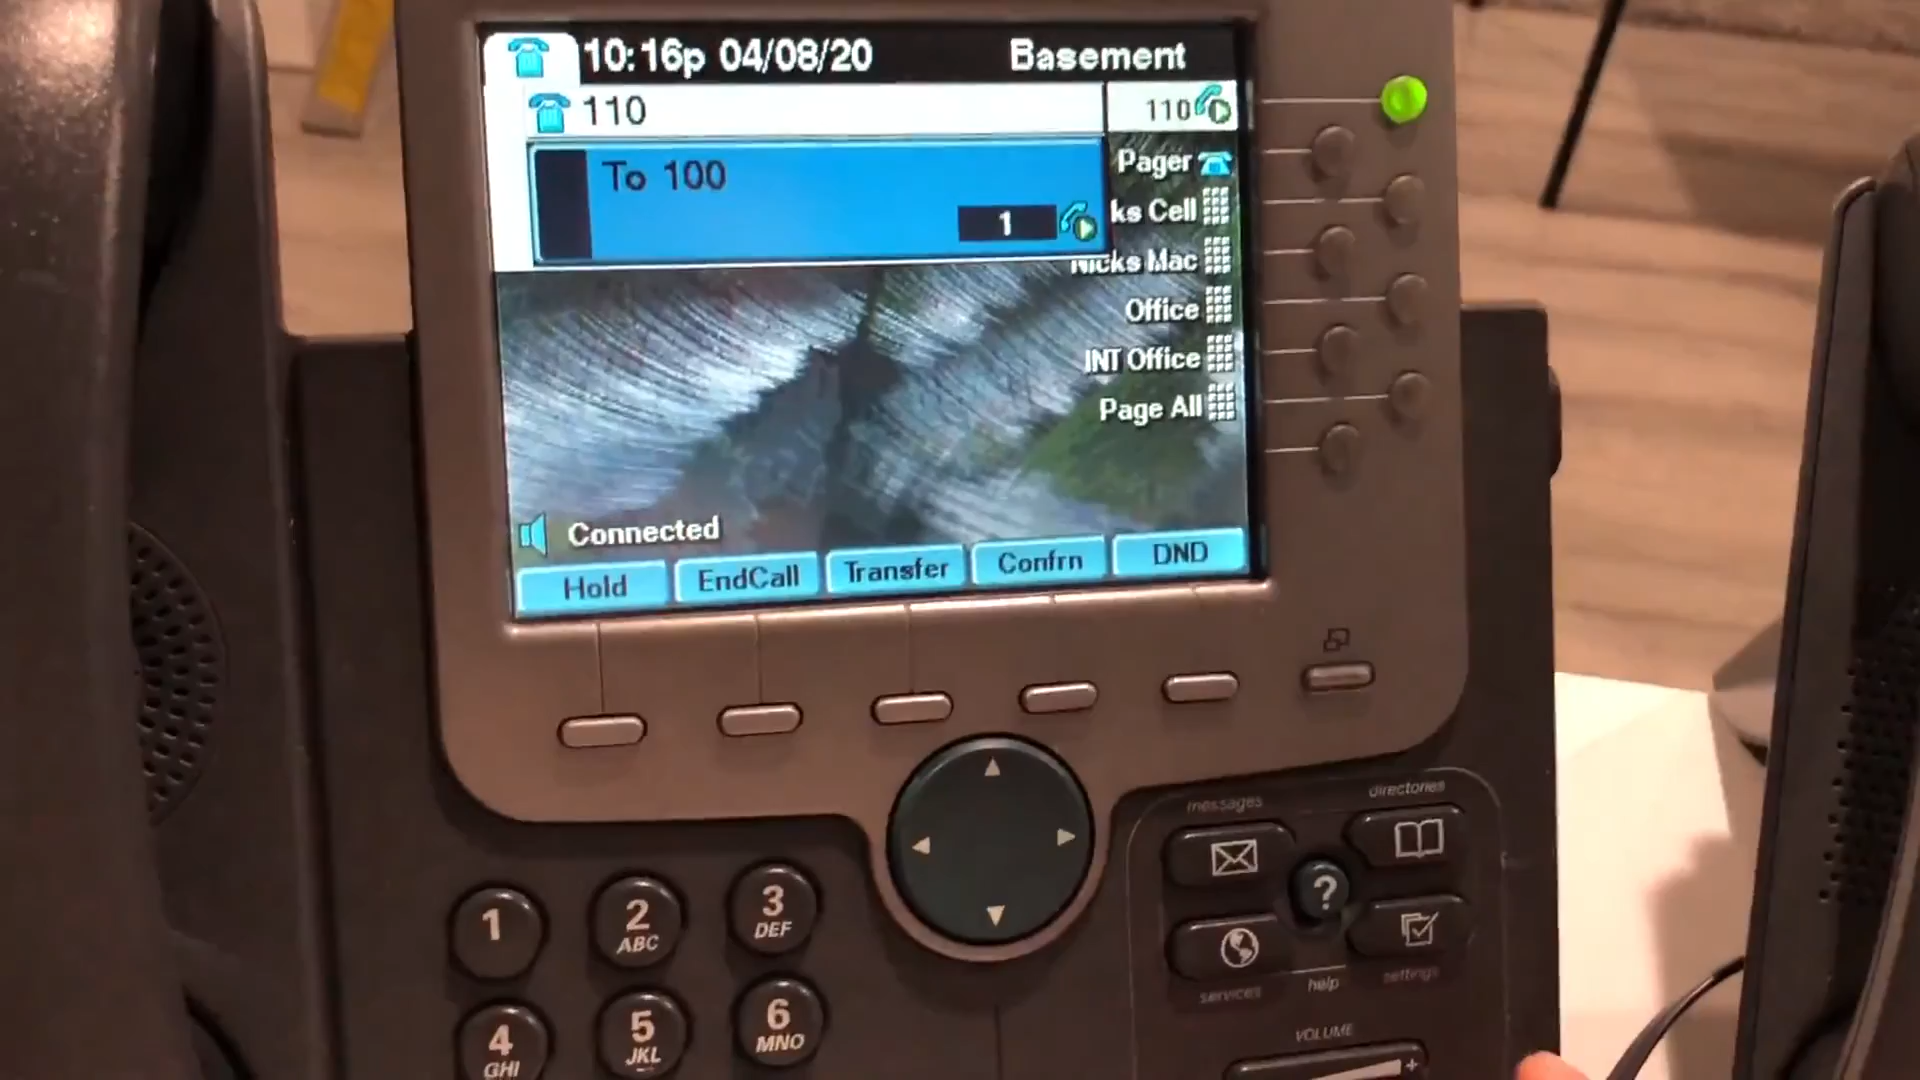 10:16p 04/08/20 Basement
110
110
To 100
1
Pager
ks Cell
Nicks Mac
Office
INT Office
Page All
Connected
Hold EndCall Transfer Confrn DND
messages
directories
?
services
help
settings
VOLUME
+
1
2
ABC
3
DEF
4
GHI
5
JKL
6
MNO